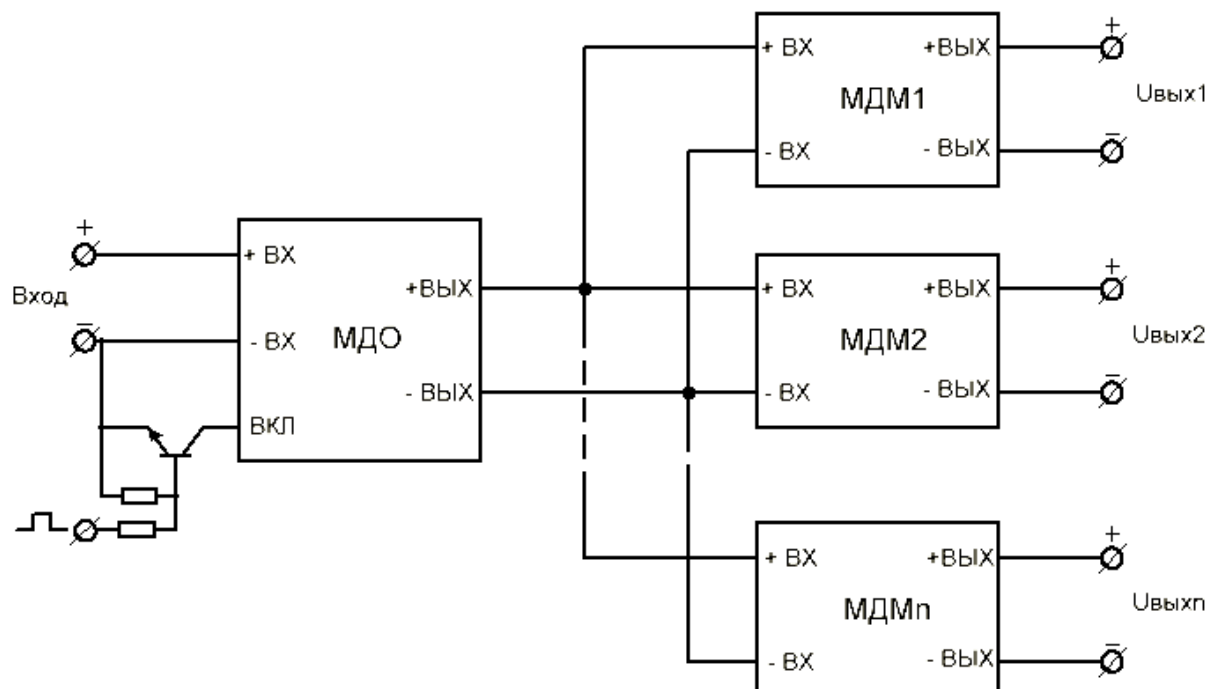 +
Вход
–
+ ВХ
- ВХ
ВКЛ
МДО
+ВЫХ
- ВЫХ
+ ВХ
- ВХ
МДМ1
+ВЫХ
- ВЫХ
+
Uвых1
–
+ ВХ
- ВХ
МДМ2
+ВЫХ
- ВЫХ
+
Uвых2
–
+ ВХ
- ВХ
МДМn
+ВЫХ
- ВЫХ
+
Uвыхn
–